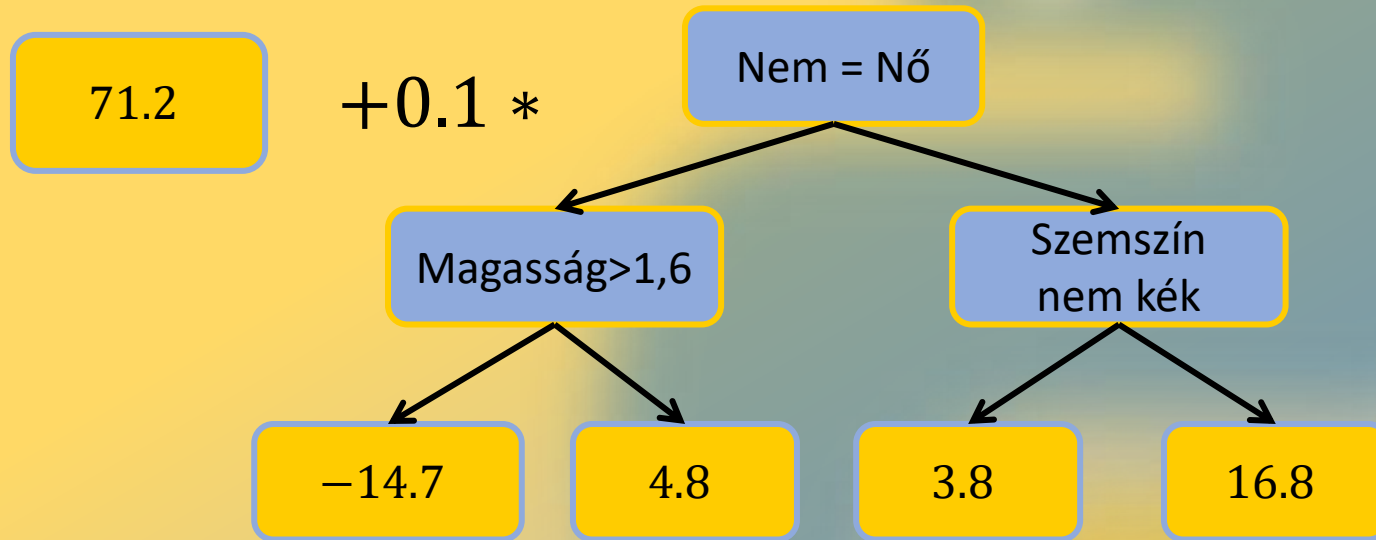 71.2
+0.1 ∗
Nem = Nő
Magasság>1,6
Szemszín
nem kék
−14.7
4.8
3.8
16.8